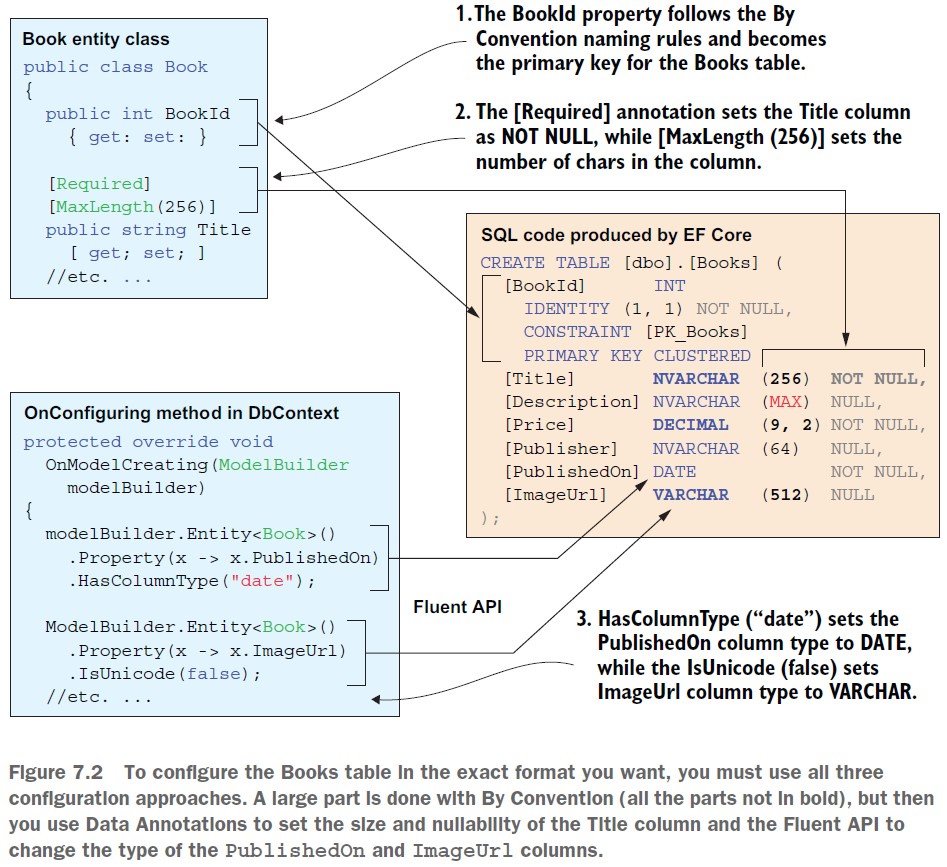 Book entity class
public class Book
{
public int BookId
{ get: set: }
[Required]
[MaxLength(256)]
public string Title
[ get; set; ]
//etc. ...
1. The BookId property follows the By
Convention naming rules and becomes
the primary key for the Books table.
2. The [Required] annotation sets the Title column
as NOT NULL, while [MaxLength (256)] sets the
number of chars in the column.
SQL code produced by EF Core
CREATE TABLE [dbo].[Books] (
[BookId] INT
IDENTITY (1, 1) NOT NULL,
CONSTRAINT [PK_Books]
PRIMARY KEY CLUSTERED
[Title] NVARCHAR (256) NOT NULL,
[Description] NVARCHAR (MAX) NULL,
[Price] DECIMAL (9, 2) NOT NULL,
[Publisher] NVARCHAR (64) NULL,
[PublishedOn] DATE NOT NULL,
[ImageUrl] VARCHAR (512) NULL
);
OnConfiguring method in DbContext
protected override void
OnModelCreating(ModelBuilder
modelBuilder)
{
modelBuilder.Entity<Book>()
.Property(x -> x.PublishedOn)
.HasColumnType("date");
ModelBuilder.Entity<Book>()
.Property(x -> x.ImageUrl)
.IsUnicode(false);
//etc. ...
Fluent API
3. HasColumnType (“date”) sets the
PublishedOn column type to DATE,
while the IsUnicode (false) sets
ImageUrl column type to VARCHAR.
Figure 7.2 To configure the Books table in the exact format you want, you must use all three
configuration approaches. A large part is done with By Convention (all the parts not in bold), but then
you use Data Annotations to set the size and nullability of the Title column and the Fluent API to
change the type of the PublishedOn and ImageUrl columns.